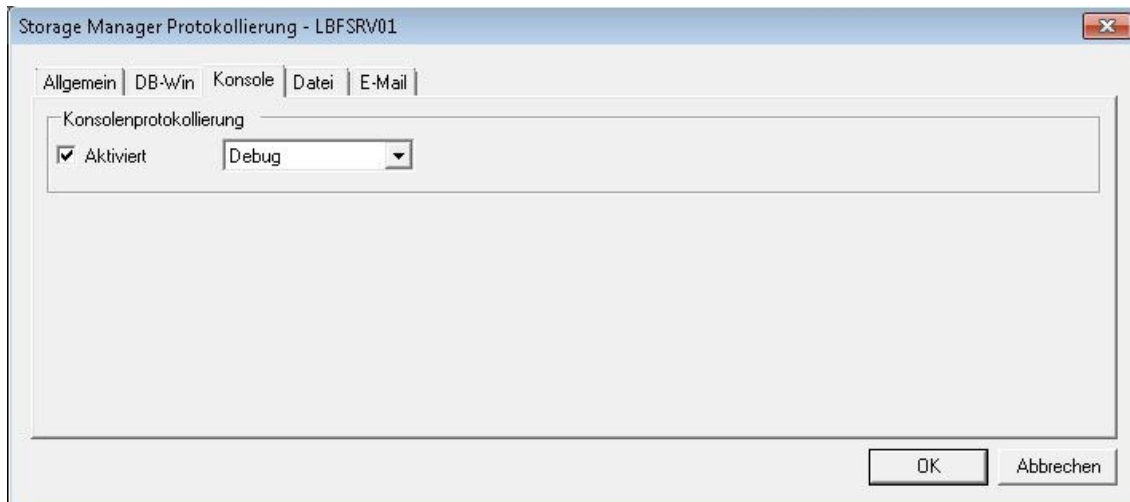 Storage Manager Protokollierung - LBFSRV01
Allgemein DB-Win Konsole Datei E-Mail
Konsolenprotokollierung
Aktiviert Debug
OK Abbrechen